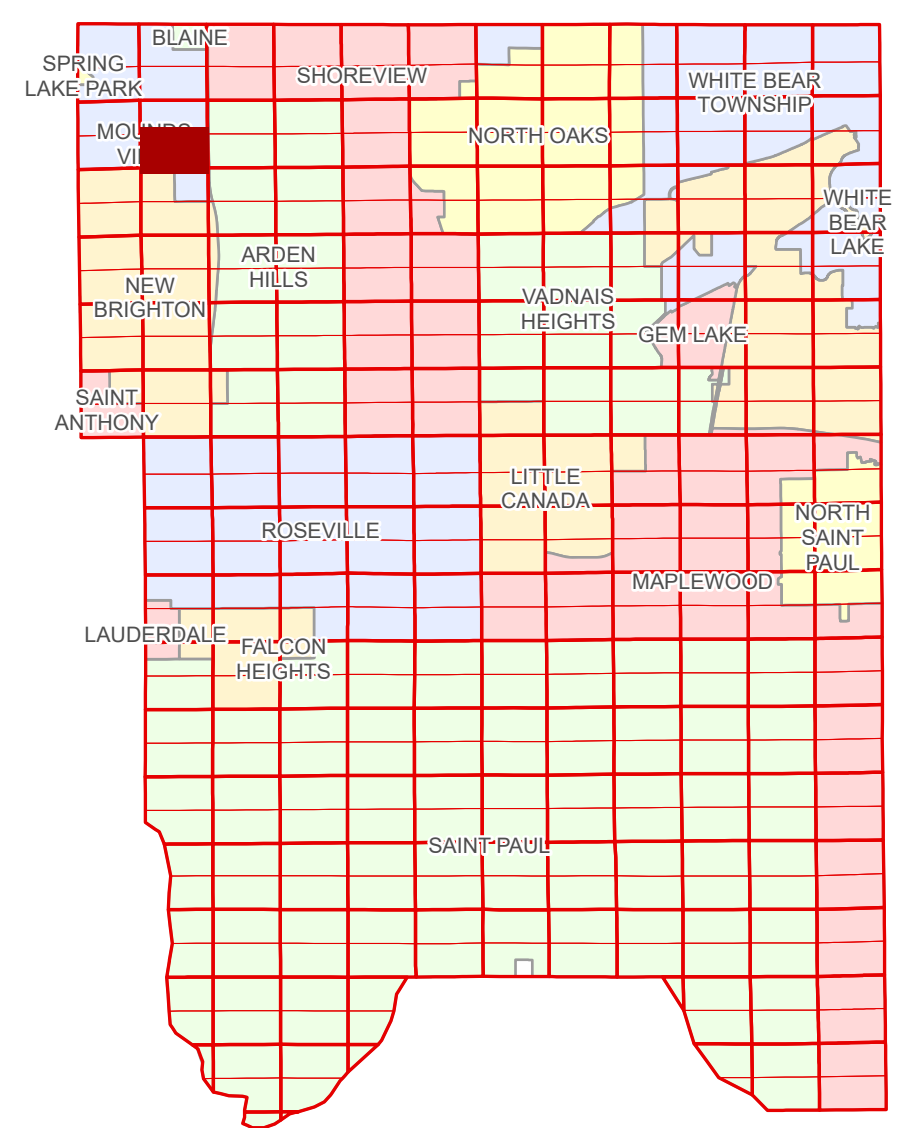 BLAINE
SPRING
LAKE PARK
SHOREVIEW
WHITE BEAR
TOWNSHIP
NORTH OAKS
WHITE
BEAR
LAKE
ARDEN
HILLS
NEW
BRIGHTON
VADNAIS
HEIGHTS
GEM LAKE
SAINT
ANTHONY
LITTLE
CANADA
NORTH
SAINT
PAUL
ROSEVILLE
MAPLEWOOD
LAUDERDALE
FALCON
HEIGHTS
SAINT PAUL